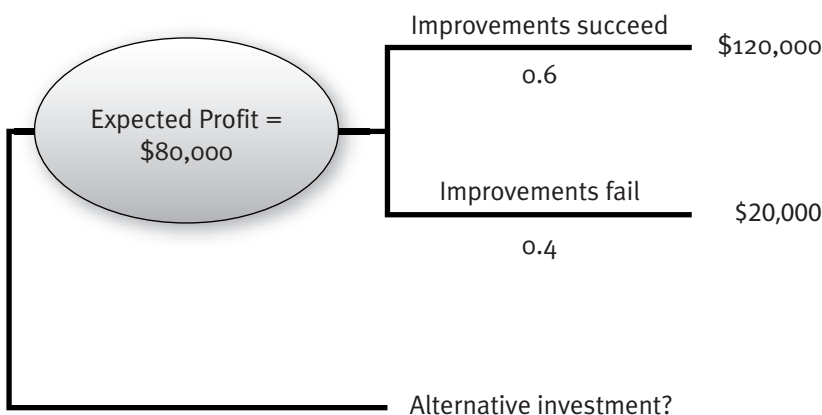 Improvements succeed
$120,000
0.6
Expected Profit =
$80,000
Improvements fail
$20,000
0.4
Alternative investment?